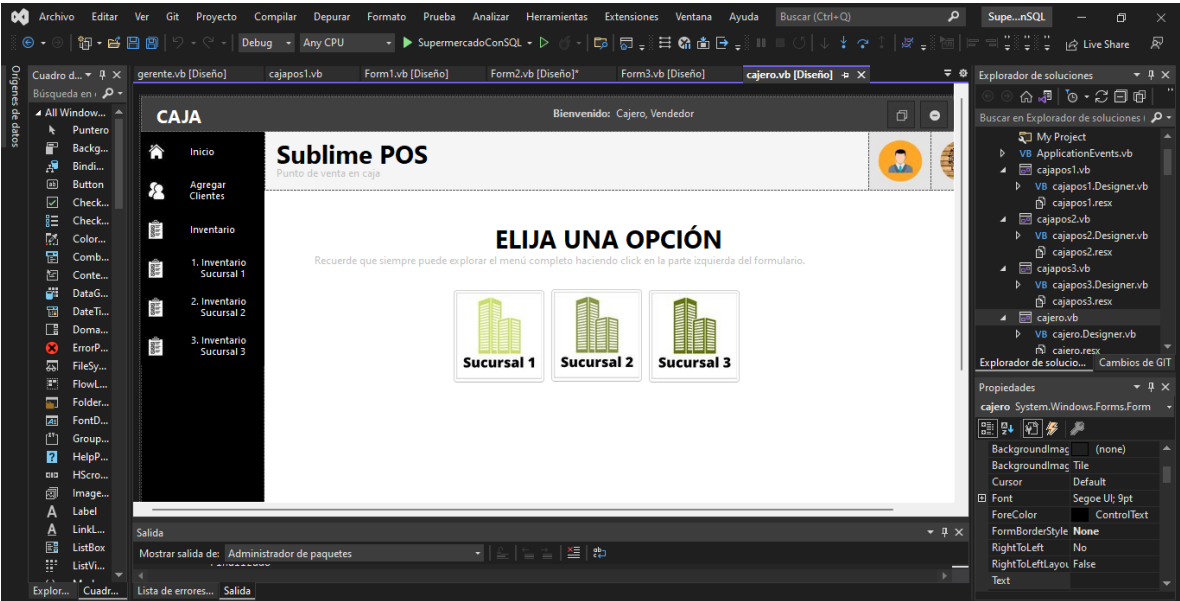 Archivo Editar Ver Git Proyecto Compilar Depurar Formato Prueba Analizar Herramientas Extensiones Ventana Ayuda Buscar (Ctrl+Q) Supe...nSQL
Debug Any CPU SupermercadoConSQL Live Share
Orígenes de datos
Cuadro d...
Búsqueda en
All Window...
Puntero
Backg...
Bindi...
Button
Check...
Check...
Color...
Comb...
Conte...
DataG...
DateTi...
Doma...
ErrorP...
FileSy...
FlowL...
Folder...
FontD...
Group...
HelpP...
HScro...
Image...
Label
LinkL...
ListBox
ListVi...
Explor... Cuadr...
gerente.vb [Diseño] cajapos1.vb Form1.vb [Diseño] Form2.vb [Diseño]* Form3.vb [Diseño] cajero.vb [Diseño]
CAJA
Bienvenido: Cajero, Vendedor
Inicio
Agregar
Clientes
Inventario
1. Inventario
Sucursal 1
2. Inventario
Sucursal 2
3. Inventario
Sucursal 3
Sublime POS
Punto de venta en caja
ELIJA UNA OPCIÓN
Recuerde que siempre puede explorar el menú completo haciendo click en la parte izquierda del formulario.
Sucursal 1 Sucursal 2 Sucursal 3
Salida
Mostrar salida de: Administrador de paquetes
Lista de errores... Salida
Explorador de soluciones
Buscar en Explorador de soluciones
My Project
VB ApplicationEvents.vb
cajapos1.vb
VB cajapos1.Designer.vb
cajapos1.resx
cajapos2.vb
VB cajapos2.Designer.vb
cajapos2.resx
cajapos3.vb
VB cajapos3.Designer.vb
cajapos3.resx
cajero.vb
VB cajero.Designer.vb
cajero.resx
Explorador de solucio... Cambios de GIT
Propiedades
cajero System.Windows.Forms.Form
BackgroundImag (none)
BackgroundImag Tile
Cursor Default
Font Segoe UI; 9pt
ForeColor ControlText
FormBorderStyle None
RightToLeft No
RightToLeftLayou False
Text